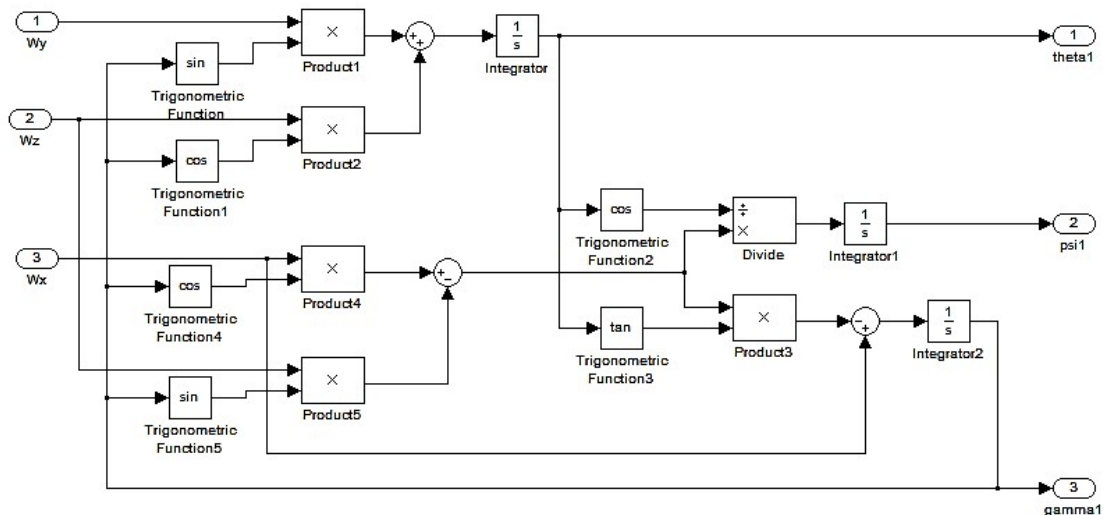 1
Wy
sin
Trigonometric
Function
×
Product1
+
+
1
s
Integrator
1
theta1
2
Wz
cos
Trigonometric
Function1
×
Product2
cos
Trigonometric
Function2
÷
×
Divide
1
s
Integrator1
2
psi1
3
Wx
cos
Trigonometric
Function4
×
Product4
+
−
tan
Trigonometric
Function3
×
Product3
−
+
1
s
Integrator2
sin
Trigonometric
Function5
×
Product5
3
gamma1